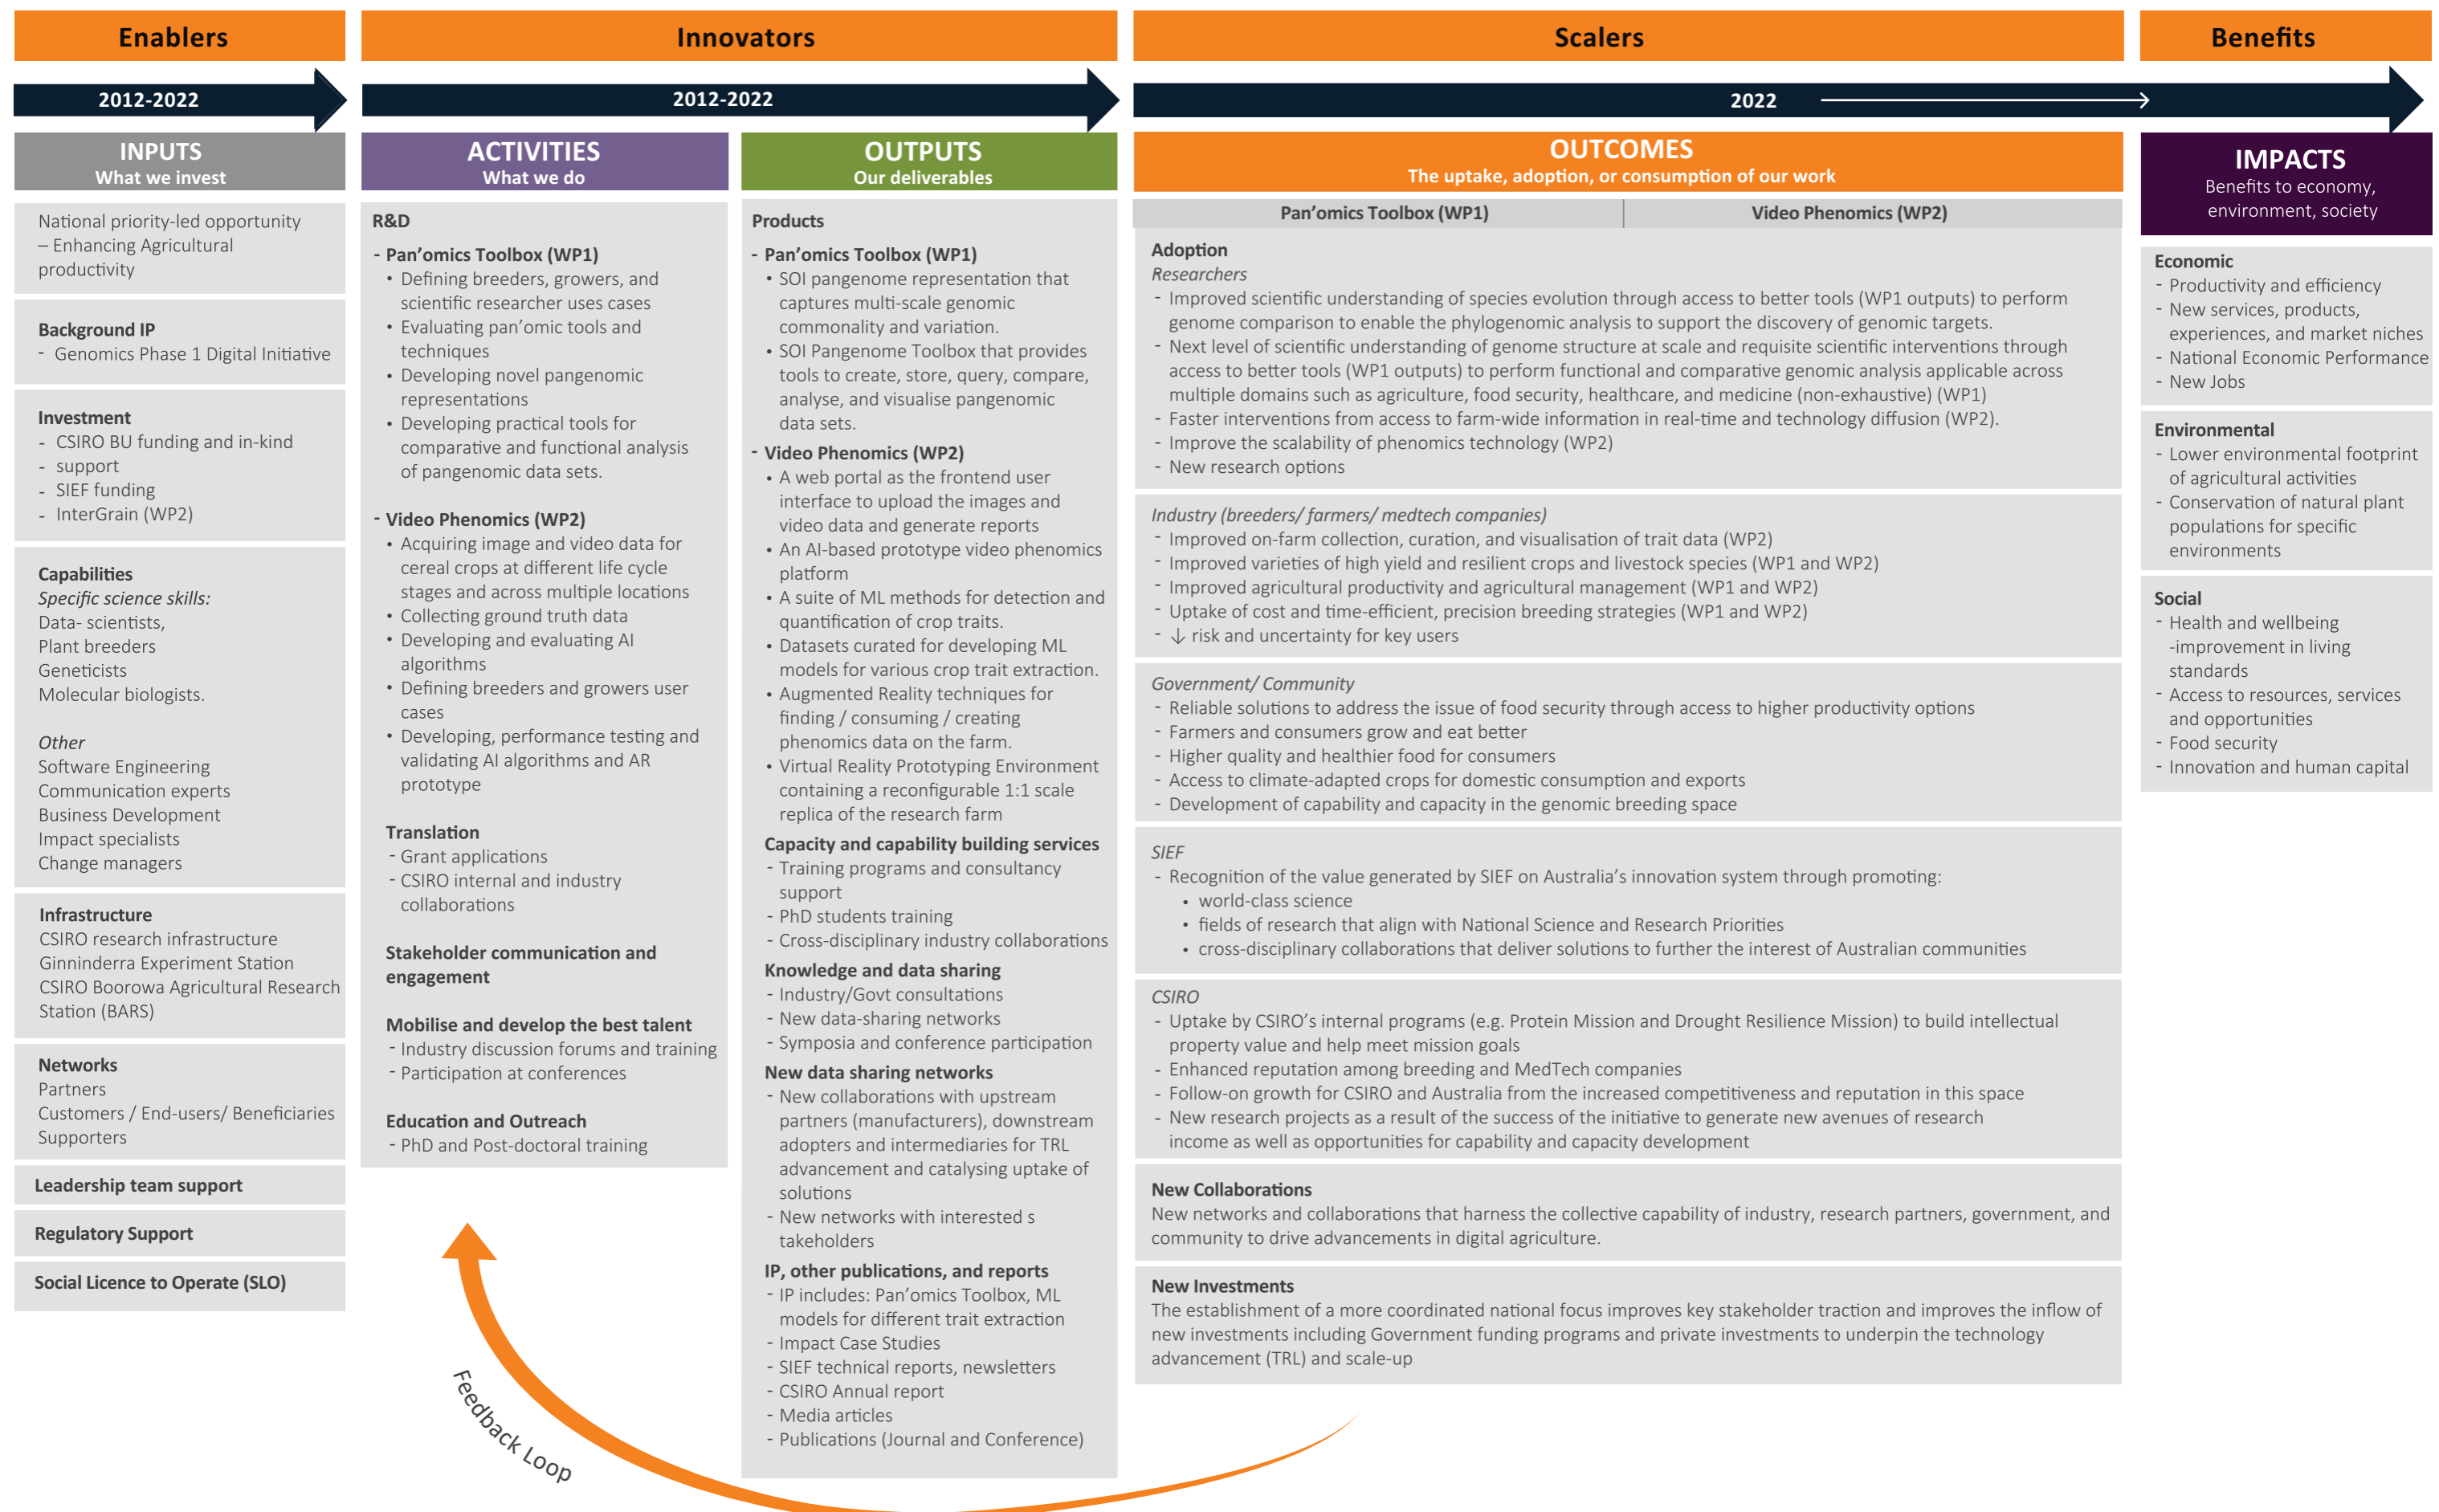 Enablers
2012-2022
INPUTS
What we invest
National priority-led opportunity
– Enhancing Agricultural
productivity
Background IP
- Genomics Phase 1 Digital Initiative
Investment
- CSIRO BU funding and in-kind
- support
- SIEF funding
- InterGrain (WP2)
Capabilities
Specific science skills:
Data- scientists,
Plant breeders
Geneticists
Molecular biologists.
Other
Software Engineering
Communication experts
Business Development
Impact specialists
Change managers
Infrastructure
CSIRO research infrastructure
Ginninderra Experiment Station
CSIRO Boorowa Agricultural Research
Station (BARS)
Networks
Partners
Customers / End-users/ Beneficiaries
Supporters
Leadership team support
Regulatory Support
Social Licence to Operate (SLO)
Innovators
2012-2022
ACTIVITIES
What we do
R&D
- Pan’omics Toolbox (WP1)
• Defining breeders, growers, and
scientific researcher uses cases
• Evaluating pan’omic tools and
techniques
• Developing novel pangenomic
representations
• Developing practical tools for
comparative and functional analysis
of pangenomic data sets.
- Video Phenomics (WP2)
• Acquiring image and video data for
cereal crops at different life cycle
stages and across multiple locations
• Collecting ground truth data
• Developing and evaluating AI
algorithms
• Defining breeders and growers user
cases
• Developing, performance testing and
validating AI algorithms and AR
prototype
Translation
- Grant applications
- CSIRO internal and industry
collaborations
Stakeholder communication and
engagement
Mobilise and develop the best talent
- Industry discussion forums and training
- Participation at conferences
Education and Outreach
- PhD and Post-doctoral training
OUTPUTS
Our deliverables
Products
- Pan’omics Toolbox (WP1)
• SOI pangenome representation that
captures multi-scale genomic
commonality and variation.
• SOI Pangenome Toolbox that provides
tools to create, store, query, compare,
analyse, and visualise pangenomic
data sets.
- Video Phenomics (WP2)
• A web portal as the frontend user
interface to upload the images and
video data and generate reports
• An AI-based prototype video phenomics
platform
• A suite of ML methods for detection and
quantification of crop traits.
• Datasets curated for developing ML
models for various crop trait extraction.
• Augmented Reality techniques for
finding / consuming / creating
phenomics data on the farm.
• Virtual Reality Prototyping Environment
containing a reconfigurable 1:1 scale
replica of the research farm
Capacity and capability building services
- Training programs and consultancy
support
- PhD students training
- Cross-disciplinary industry collaborations
Knowledge and data sharing
- Industry/Govt consultations
- New data-sharing networks
- Symposia and conference participation
New data sharing networks
- New collaborations with upstream
partners (manufacturers), downstream
adopters and intermediaries for TRL
advancement and catalysing uptake of
solutions
- New networks with interested s
takeholders
IP, other publications, and reports
- IP includes: Pan’omics Toolbox, ML
models for different trait extraction
- Impact Case Studies
- SIEF technical reports, newsletters
- CSIRO Annual report
- Media articles
- Publications (Journal and Conference)
Scalers
2022
OUTCOMES
The uptake, adoption, or consumption of our work
Pan’omics Toolbox (WP1)
Video Phenomics (WP2)
Adoption
Researchers
- Improved scientific understanding of species evolution through access to better tools (WP1 outputs) to perform
genome comparison to enable the phylogenomic analysis to support the discovery of genomic targets.
- Next level of scientific understanding of genome structure at scale and requisite scientific interventions through
access to better tools (WP1 outputs) to perform functional and comparative genomic analysis applicable across
multiple domains such as agriculture, food security, healthcare, and medicine (non-exhaustive) (WP1)
- Faster interventions from access to farm-wide information in real-time and technology diffusion (WP2).
- Improve the scalability of phenomics technology (WP2)
- New research options
Industry (breeders/ farmers/ medtech companies)
- Improved on-farm collection, curation, and visualisation of trait data (WP2)
- Improved varieties of high yield and resilient crops and livestock species (WP1 and WP2)
- Improved agricultural productivity and agricultural management (WP1 and WP2)
- Uptake of cost and time-efficient, precision breeding strategies (WP1 and WP2)
- ↓ risk and uncertainty for key users
Government/ Community
- Reliable solutions to address the issue of food security through access to higher productivity options
- Farmers and consumers grow and eat better
- Higher quality and healthier food for consumers
- Access to climate-adapted crops for domestic consumption and exports
- Development of capability and capacity in the genomic breeding space
SIEF
- Recognition of the value generated by SIEF on Australia’s innovation system through promoting:
• world-class science
• fields of research that align with National Science and Research Priorities
• cross-disciplinary collaborations that deliver solutions to further the interest of Australian communities
CSIRO
- Uptake by CSIRO’s internal programs (e.g. Protein Mission and Drought Resilience Mission) to build intellectual
property value and help meet mission goals
- Enhanced reputation among breeding and MedTech companies
- Follow-on growth for CSIRO and Australia from the increased competitiveness and reputation in this space
- New research projects as a result of the success of the initiative to generate new avenues of research
income as well as opportunities for capability and capacity development
New Collaborations
New networks and collaborations that harness the collective capability of industry, research partners, government, and
community to drive advancements in digital agriculture.
New Investments
The establishment of a more coordinated national focus improves key stakeholder traction and improves the inflow of
new investments including Government funding programs and private investments to underpin the technology
advancement (TRL) and scale-up
Benefits
IMPACTS
Benefits to economy,
environment, society
Economic
- Productivity and efficiency
- New services, products,
experiences, and market niches
- National Economic Performance
- New Jobs
Environmental
- Lower environmental footprint
of agricultural activities
- Conservation of natural plant
populations for specific
environments
Social
- Health and wellbeing
-improvement in living
standards
- Access to resources, services
and opportunities
- Food security
- Innovation and human capital
Feedback Loop